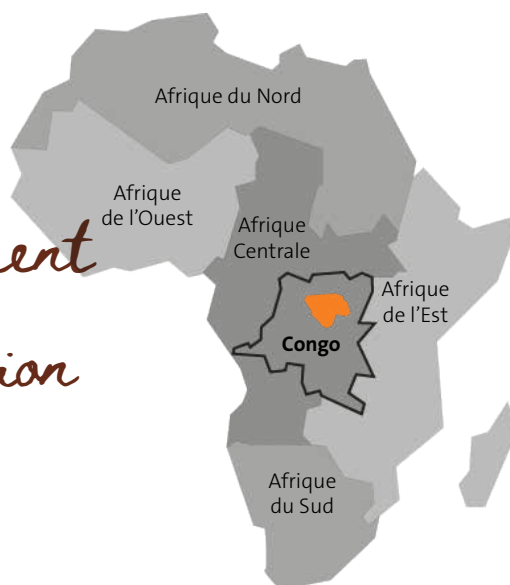 Afrique du Nord
Afrique
de l'Ouest
Afrique
Centrale
Afrique
de l'Est
Congo
Afrique
du Sud